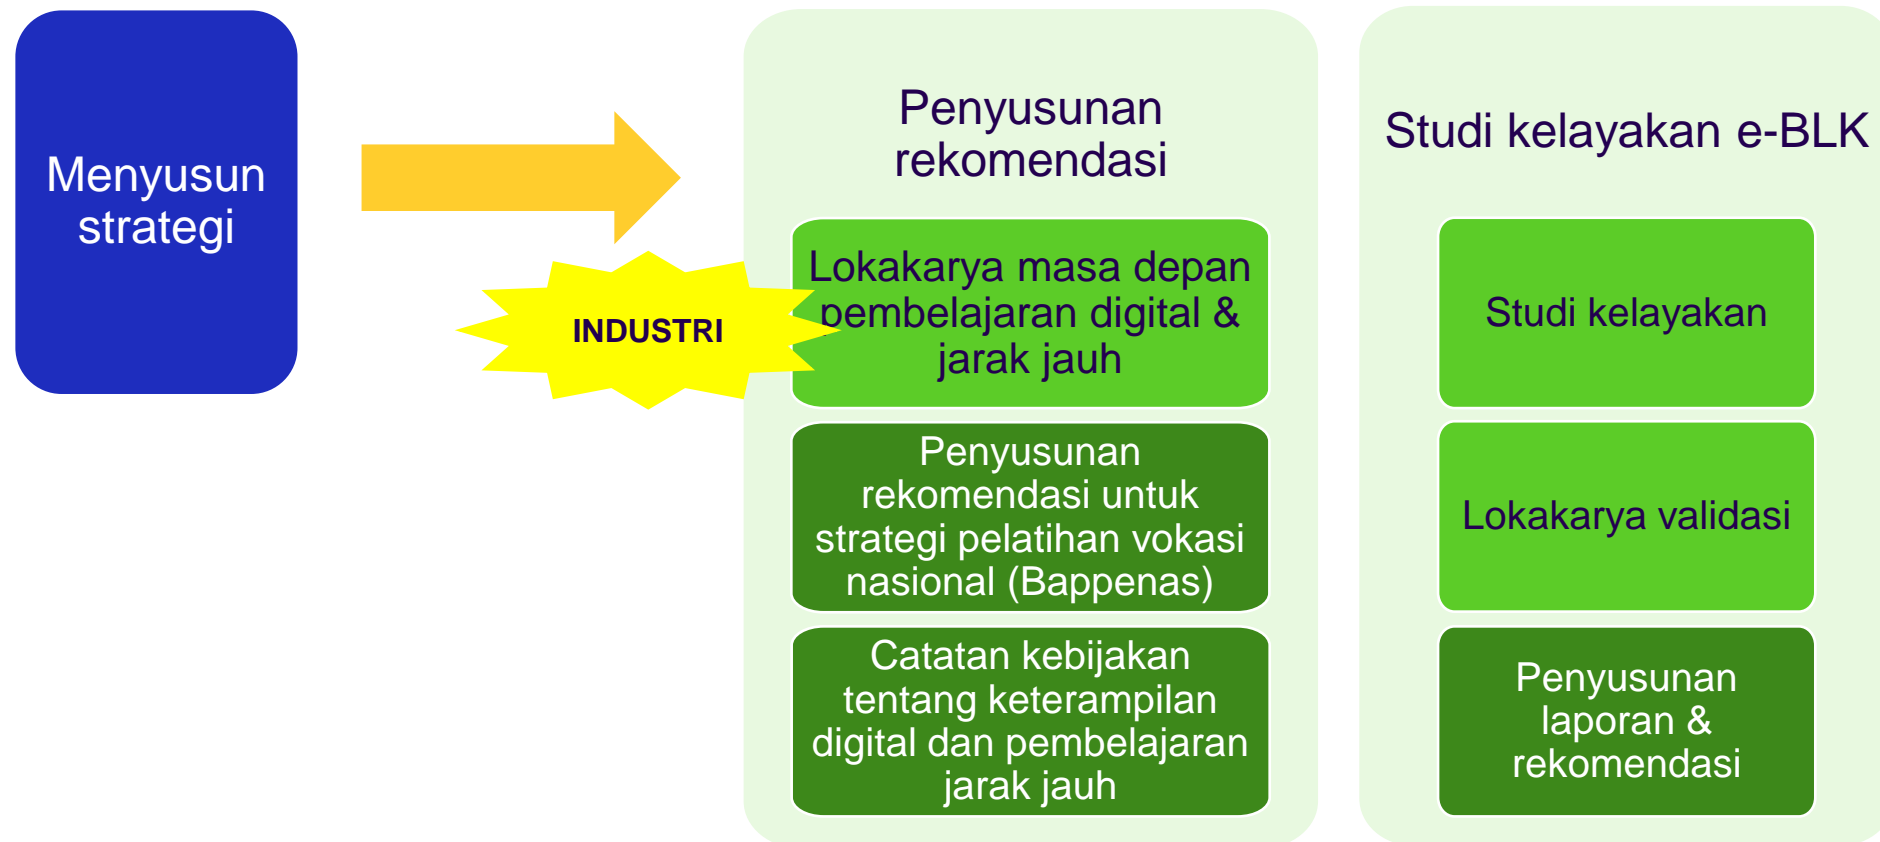 Menyusun
strategi
INDUSTRI
Penyusunan
rekomendasi
Lokakarya masa depan
pembelajaran digital &
jarak jauh
Penyusunan
rekomendasi untuk
strategi pelatihan vokasi
nasional (Bappenas)
Catatan kebijakan
tentang keterampilan
digital dan pembelajaran
jarak jauh
Studi kelayakan e-BLK
Studi kelayakan
Lokakarya validasi
Penyusunan
laporan &
rekomendasi